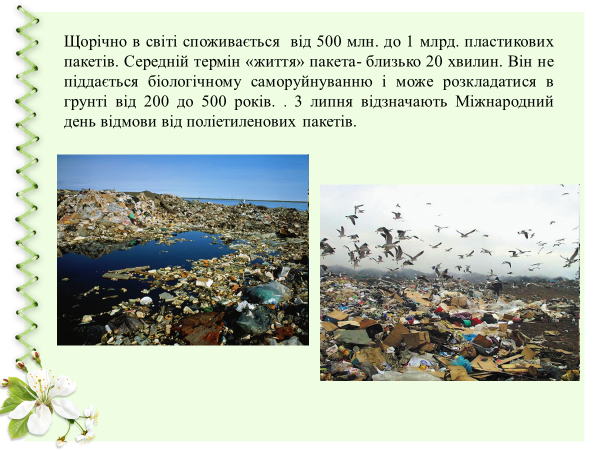 Щорічно в світі споживається від 500 млн. до 1 млрд. пластикових
пакетів. Середній термін «життя» пакета- близько 20 хвилин. Він не
піддається біологічному саморуйнуванню і може розкладатися в
грунті від 200 до 500 років. . 3 липня відзначають Міжнародний
день відмови від поліетиленових пакетів.